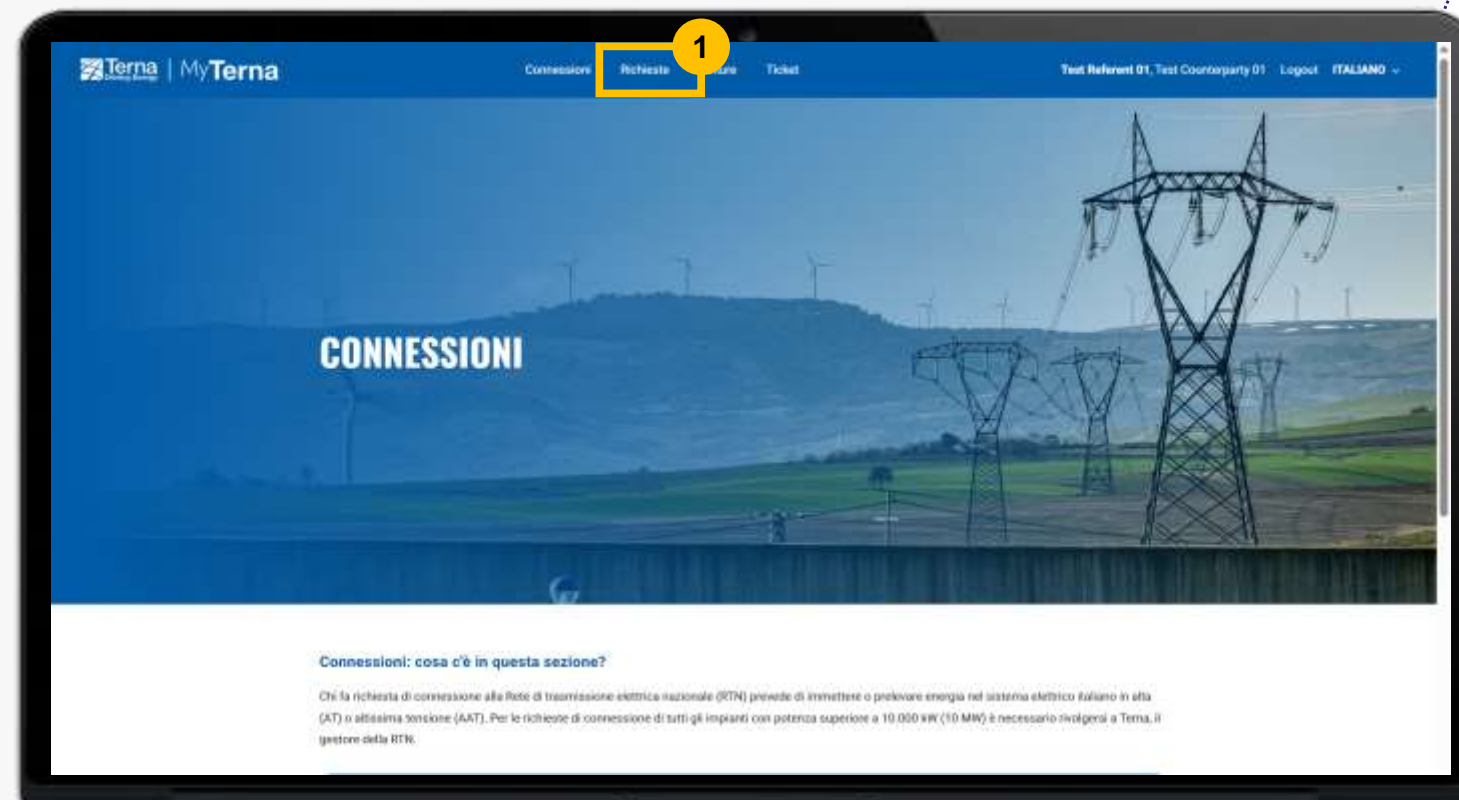 1
Terna | MyTerna
Connessioni Richieste Ticket
Test Referent 01, Test Counterparty 01 Logout ITALIANO
CONNESSIONI
Connessioni: cosa c'è in questa sezione?
Chi fa richiesta di connessione alla Rete di trasmissione elettrica nazionale (RTN) prevede di immettere o prelevare energia nel sistema elettrico italiano in alta
(AT) o altissima tensione (AAT). Per le richieste di connessione di tutti gli impianti con potenza superiore a 10.000 kW (10 MW) è necessario rivolgersi a Terna, il
gestore della RTN.